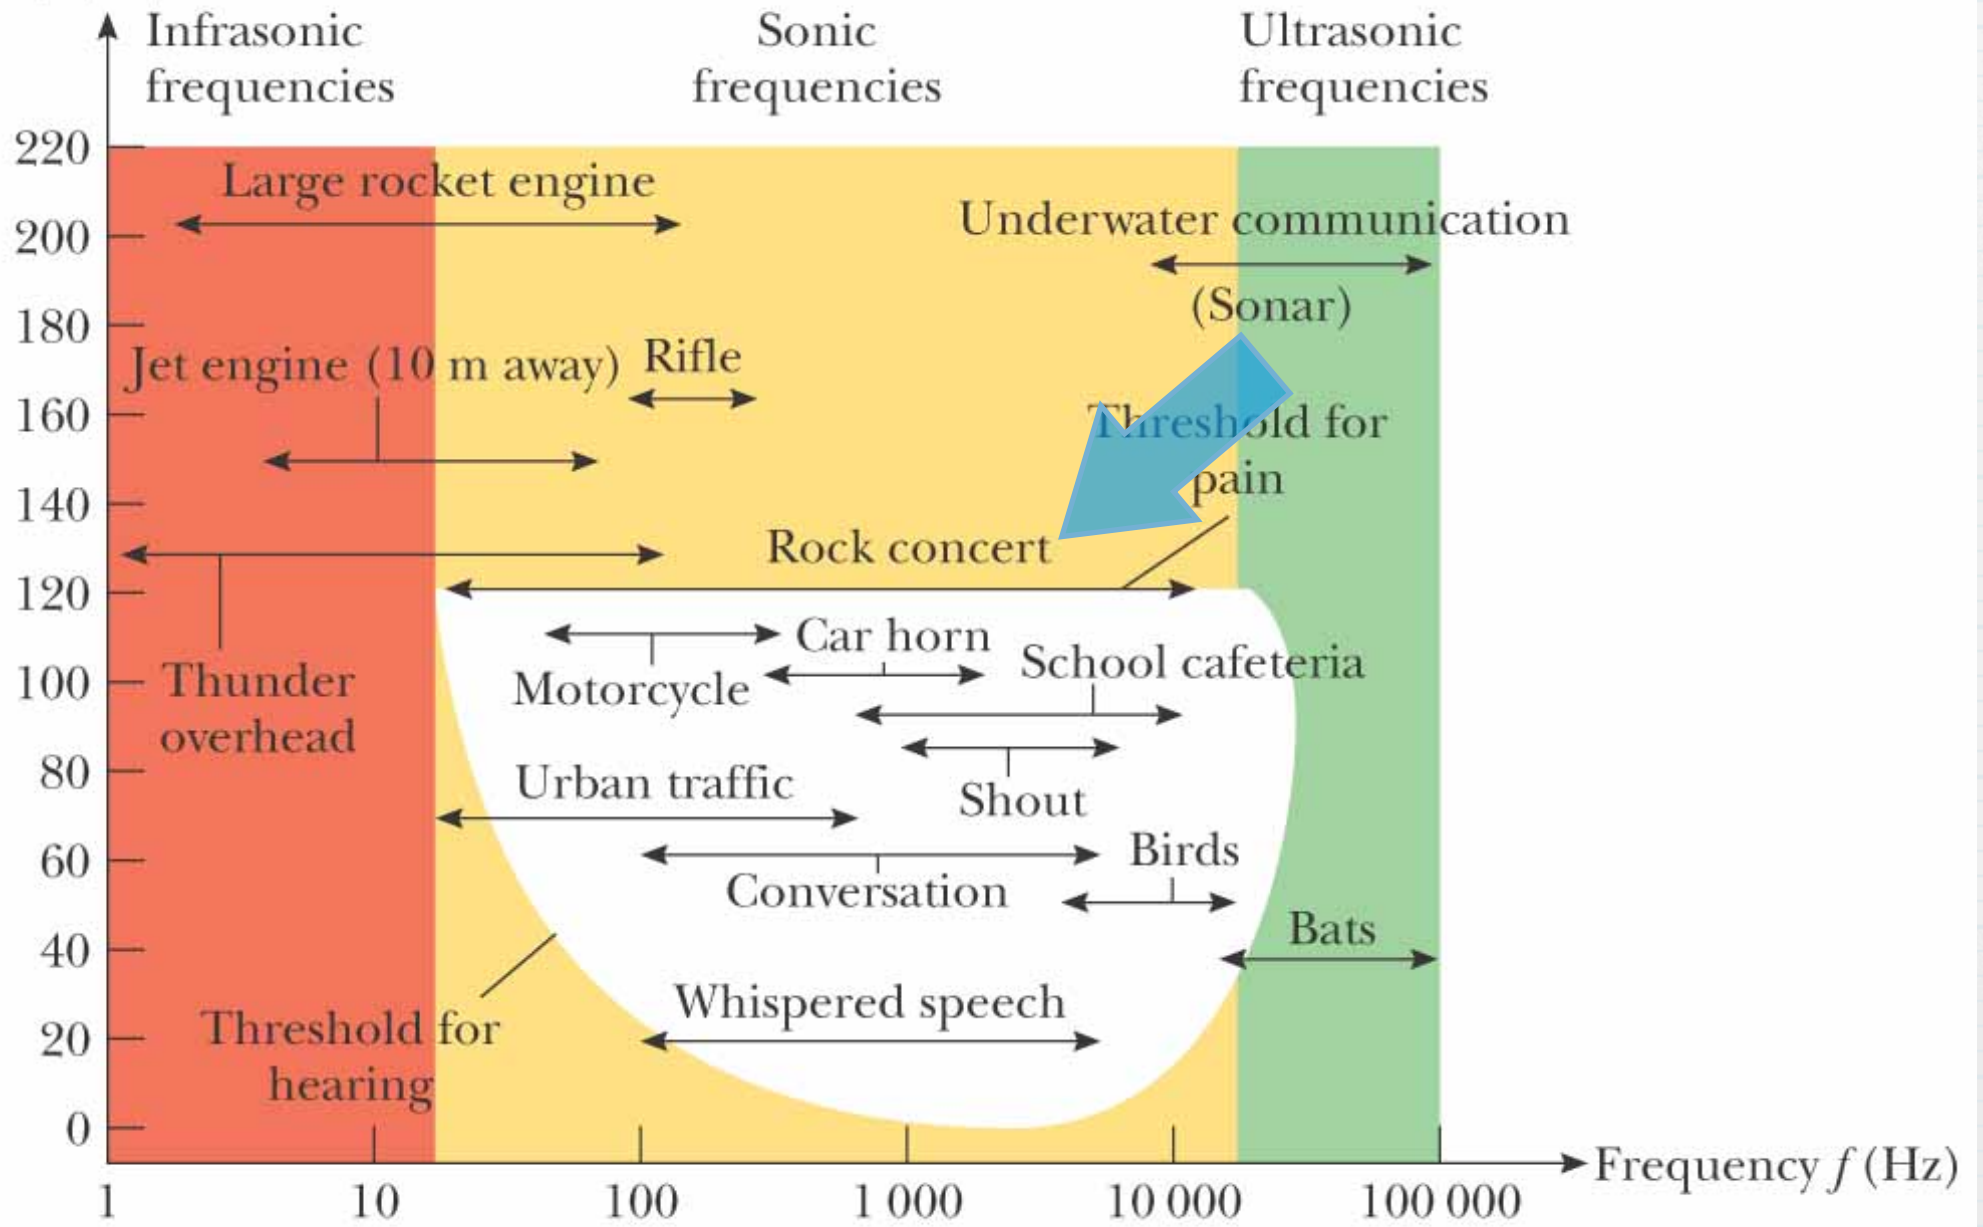 Infrasonic
frequencies
Sonic
frequencies
Ultrasonic
frequencies
220
Large rocket engine
Underwater communication
200
(Sonar)
180
Jet engine (10 m away)
Rifle
160
Threshold for
pain
140
Rock concert
120
Car horn
School cafeteria
100
Thunder
overhead
Motorcycle
80
Urban traffic
Shout
60
Birds
Conversation
40
Bats
Whispered speech
20
Threshold for
hearing
0
Frequency f (Hz)
1
10
100
1 000
10 000
100 000